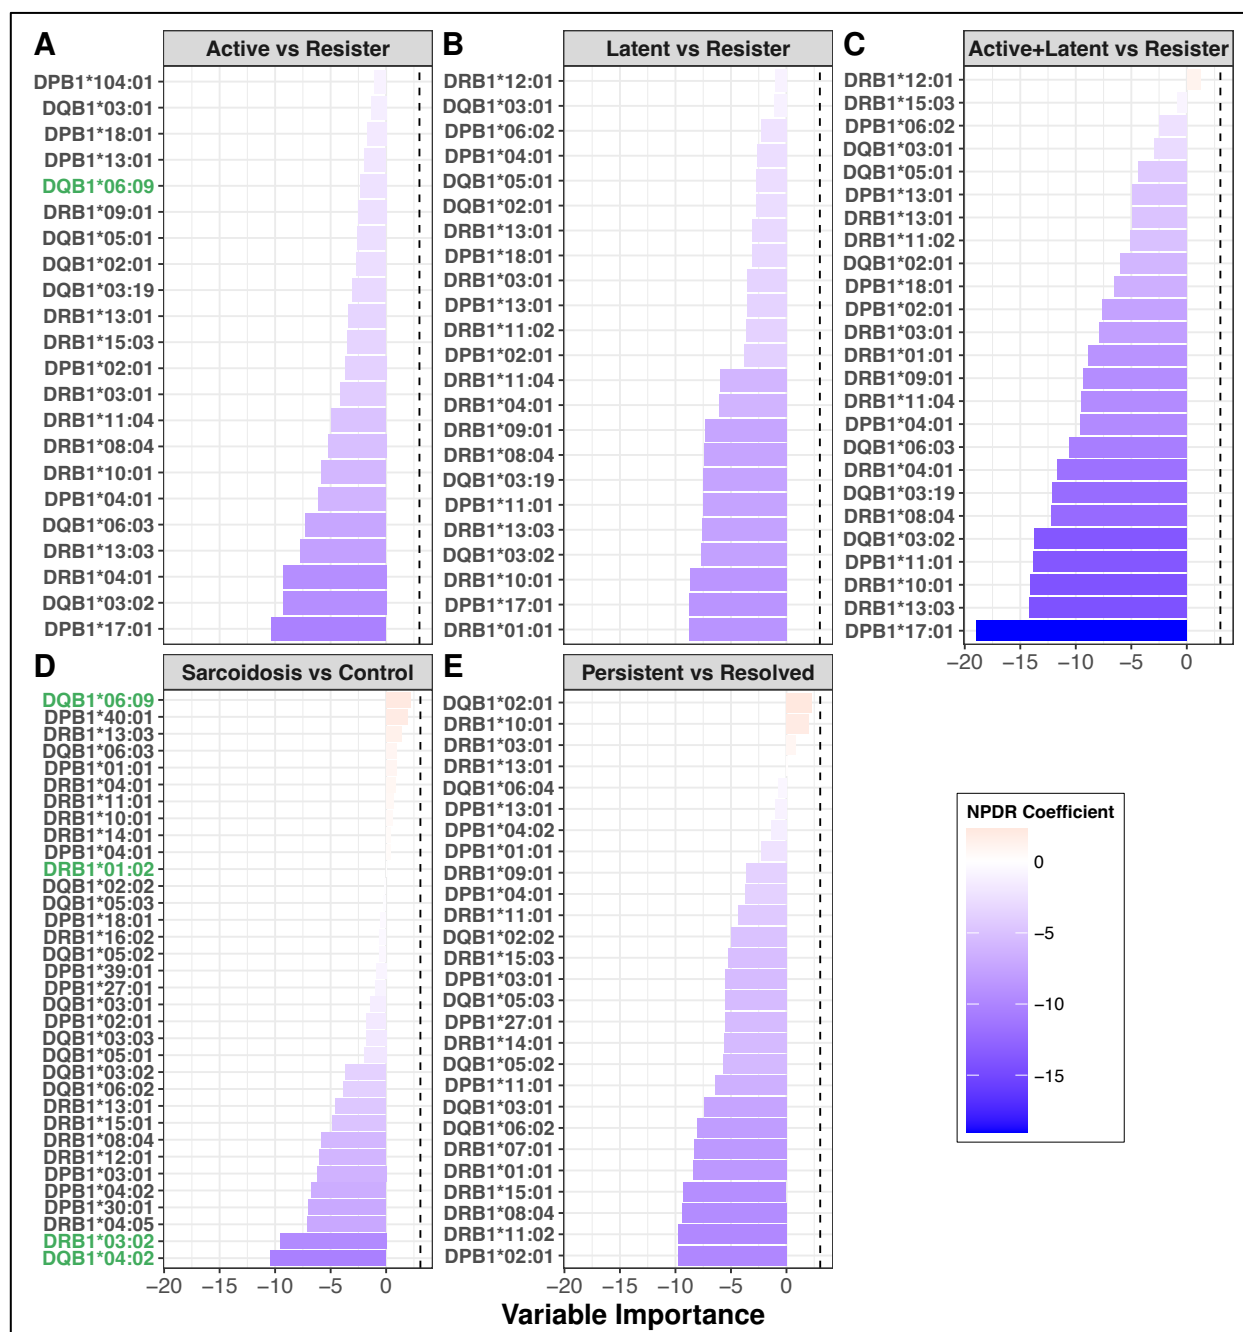 A
Active vs Resister
DPB1*104:01
DQB1*03:01
DPB1*18:01
DPB1*13:01
DQB1*06:09
DRB1*09:01
DQB1*05:01
DQB1*02:01
DQB1*03:19
DRB1*13:01
DRB1*15:03
DPB1*02:01
DRB1*03:01
DRB1*11:04
DRB1*08:04
DRB1*10:01
DPB1*04:01
DQB1*06:03
DRB1*13:03
DRB1*04:01
DQB1*03:02
DPB1*17:01
B
Latent vs Resister
DRB1*12:01
DQB1*03:01
DPB1*06:02
DPB1*04:01
DQB1*05:01
DQB1*02:01
DRB1*13:01
DPB1*18:01
DRB1*03:01
DPB1*13:01
DRB1*11:02
DPB1*02:01
DRB1*11:04
DRB1*04:01
DRB1*09:01
DRB1*08:04
DQB1*03:19
DPB1*11:01
DRB1*13:03
DQB1*03:02
DRB1*10:01
DPB1*17:01
DRB1*01:01
C
Active+Latent vs Resister
DRB1*12:01
DRB1*15:03
DPB1*06:02
DQB1*03:01
DQB1*05:01
DPB1*13:01
DRB1*13:01
DRB1*11:02
DQB1*02:01
DPB1*18:01
DPB1*02:01
DRB1*03:01
DRB1*01:01
DRB1*09:01
DRB1*11:04
DPB1*04:01
DQB1*06:03
DRB1*04:01
DQB1*03:19
DRB1*08:04
DQB1*03:02
DPB1*11:01
DRB1*10:01
DRB1*13:03
DPB1*17:01
−20 −15 −10 −5 0
D
Sarcoidosis vs Control
DQB1*06:09
DPB1*40:01
DRB1*13:03
DQB1*06:03
DPB1*01:01
DRB1*04:01
DRB1*11:01
DRB1*10:01
DRB1*14:01
DPB1*04:01
DRB1*01:02
DQB1*02:02
DQB1*05:03
DPB1*18:01
DRB1*16:02
DQB1*05:02
DPB1*39:01
DPB1*27:01
DQB1*03:01
DPB1*02:01
DQB1*03:03
DQB1*05:01
DQB1*03:02
DQB1*06:02
DRB1*13:01
DRB1*15:01
DRB1*08:04
DRB1*12:01
DPB1*03:01
DPB1*04:02
DPB1*30:01
DRB1*04:05
DRB1*03:02
DQB1*04:02
−20 −15 −10 −5 0
E
Persistent vs Resolved
DQB1*02:01
DRB1*10:01
DRB1*03:01
DRB1*13:01
DQB1*06:04
DPB1*13:01
DPB1*04:02
DPB1*01:01
DRB1*09:01
DPB1*04:01
DRB1*11:01
DQB1*02:02
DRB1*15:03
DPB1*03:01
DQB1*05:03
DPB1*27:01
DRB1*14:01
DQB1*05:02
DPB1*11:01
DQB1*03:01
DQB1*06:02
DRB1*07:01
DRB1*01:01
DRB1*15:01
DRB1*08:04
DRB1*11:02
DPB1*02:01
−20 −15 −10 −5 0
Variable Importance
NPDR Coefficient
0
−5
−10
−15